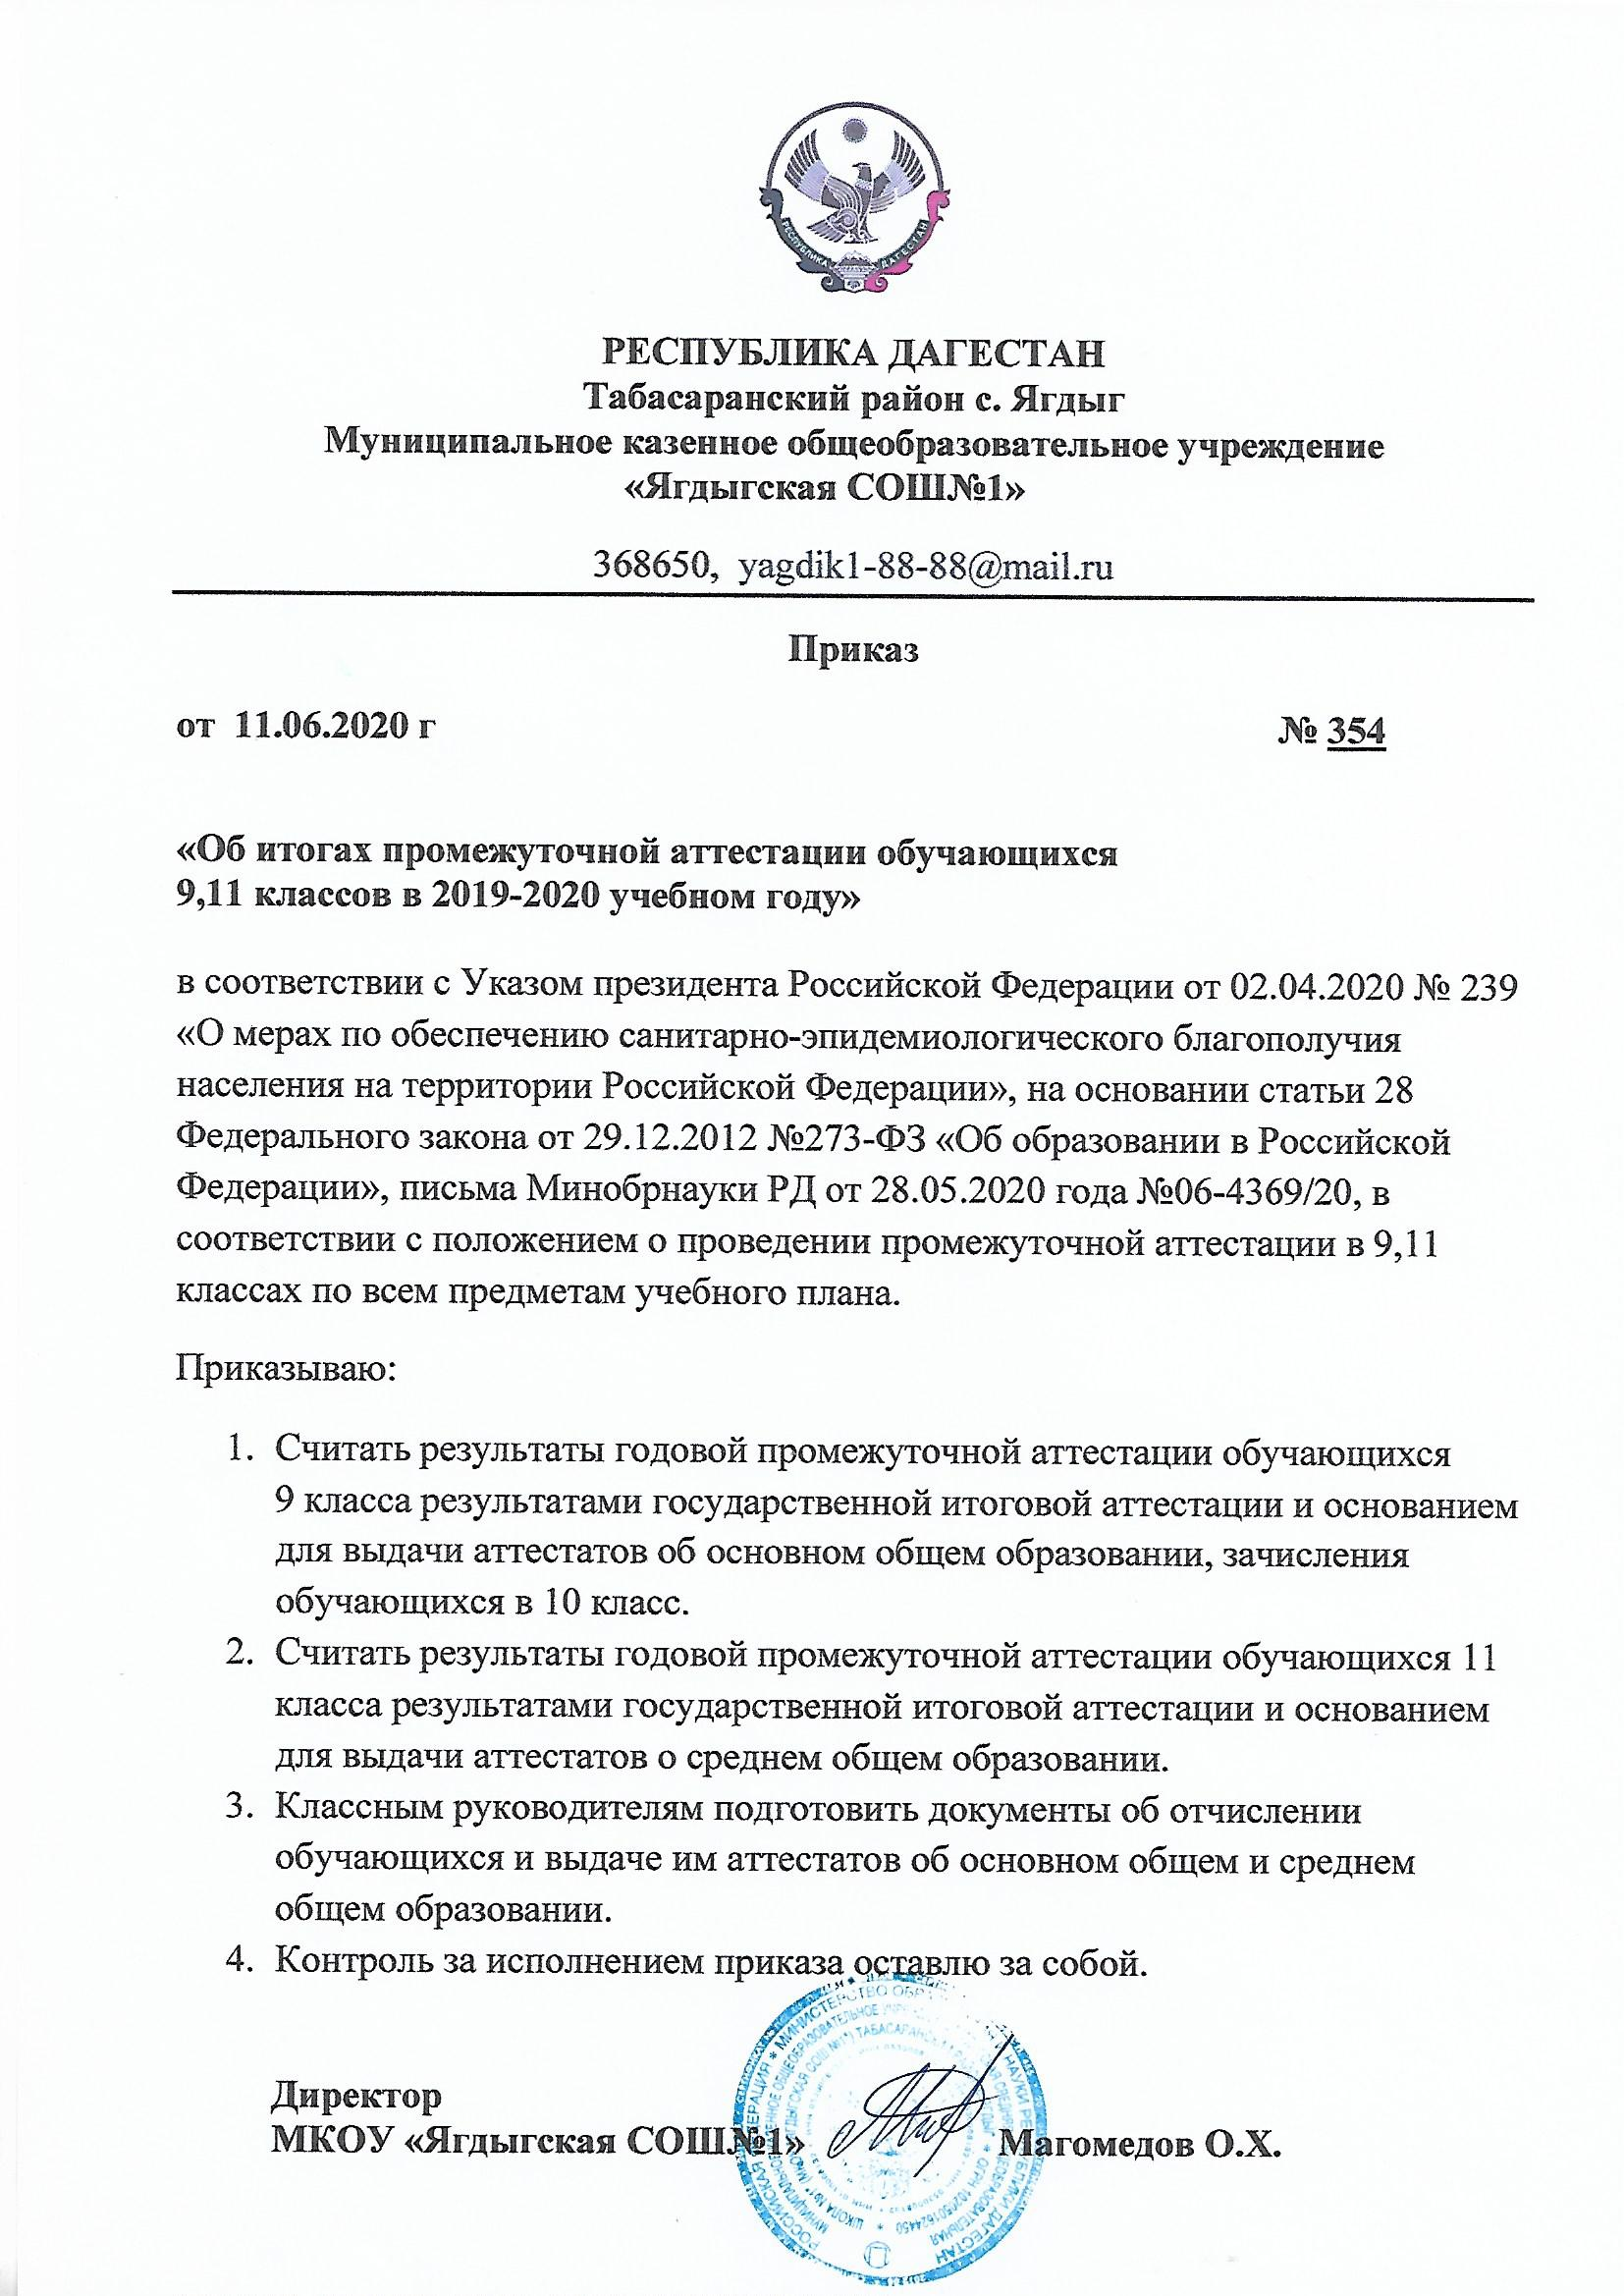 РЕСПУБЛИКА ДАГЕСТАН
РЕСПУБЛИКА ДАГЕСТАН
Табасаранский район с. Ягдыг
Муниципальное казенное общеобразовательное учреждение
«Ягдыгская СОШ№1»
368650, yagdik1-88-88@mail.ru
Приказ
от 11.06.2020 г № 354
«Об итогах промежуточной аттестации обучающихся
9,11 классов в 2019-2020 учебном году»
в соответствии с Указом президента Российской Федерации от 02.04.2020 № 239
«О мерах по обеспечению санитарно-эпидемиологического благополучия
населения на территории Российской Федерации», на основании статьи 28
Федерального закона от 29.12.2012 №273-ФЗ «Об образовании в Российской
Федерации», письма Минобрнауки РД от 28.05.2020 года №06-4369/20, в
соответствии с положением о проведении промежуточной аттестации в 9,11
классах по всем предметам учебного плана.
Приказываю:
1. Считать результаты годовой промежуточной аттестации обучающихся
9 класса результатами государственной итоговой аттестации и основанием
для выдачи аттестатов об основном общем образовании, зачисления
обучающихся в 10 класс.
2. Считать результаты годовой промежуточной аттестации обучающихся 11
класса результатами государственной итоговой аттестации и основанием
для выдачи аттестатов о среднем общем образовании.
3. Классным руководителям подготовить документы об отчислении
обучающихся и выдаче им аттестатов об основном общем и среднем
общем образовании.
4. Контроль за исполнением приказа оставлю за собой.
Директор
МКОУ «Ягдыгская СОШ№1» Магомедов О.Х.